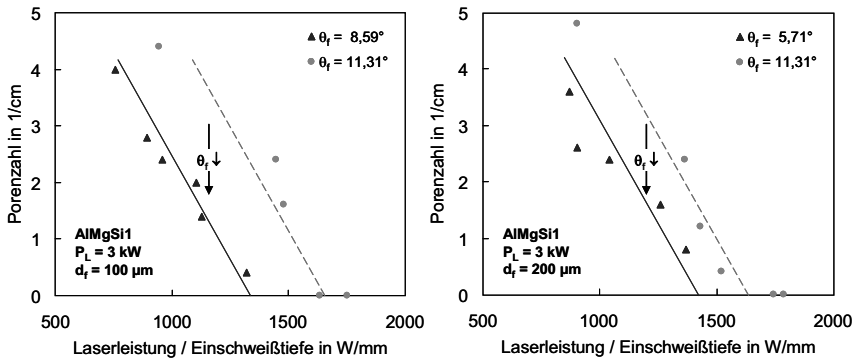 5
4
3
2
1
0
Porenzahl in 1/cm
θf = 8,59°
θf = 11,31°
θf ↓
AlMgSi1
PL = 3 kW
df = 100 µm
500 1000 1500 2000
Laserleistung / Einschweißtiefe in W/mm
5
4
3
2
1
0
Porenzahl in 1/cm
θf = 5,71°
θf = 11,31°
θf ↓
AlMgSi1
PL = 3 kW
df = 200 µm
500 1000 1500 2000
Laserleistung / Einschweißtiefe in W/mm